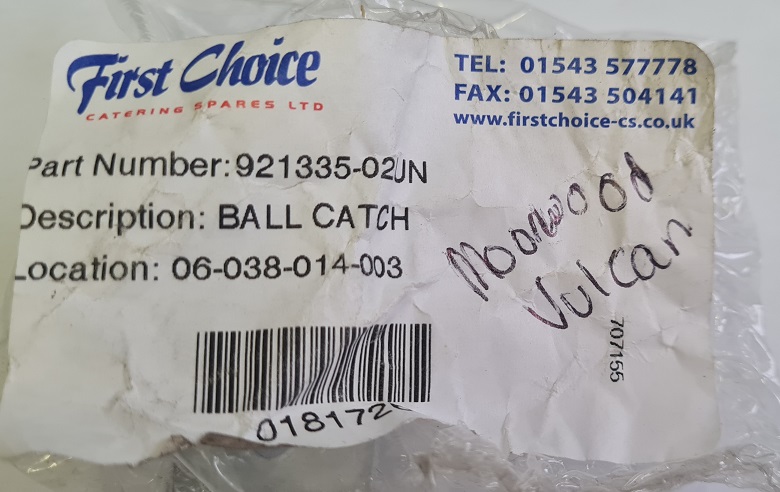 First Choice
CATERING SPARES LTD
TEL: 01543 577778
FAX: 01543 504141
www.firstchoice-cs.co.uk
Part Number: 921335-02UN
Description: BALL CATCH
Location: 06-038-014-003
Moorwood
Vulcan
707155